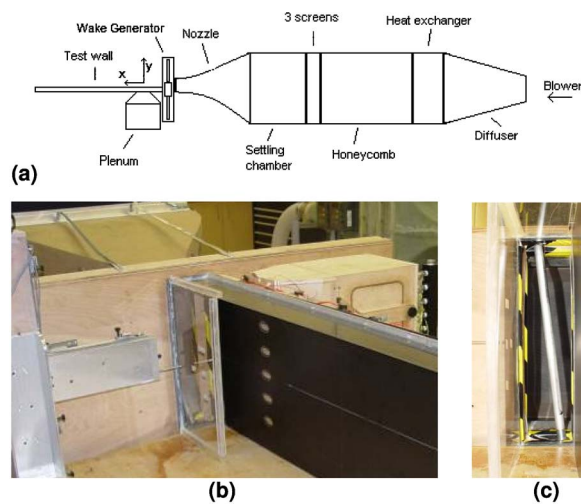 3 screens
Wake Generator
Nozzle
Heat exchanger
Test wall
x
y
Blower
Plenum
Settling
chamber
Honeycomb
Diffuser
(a)
(b)
(c)